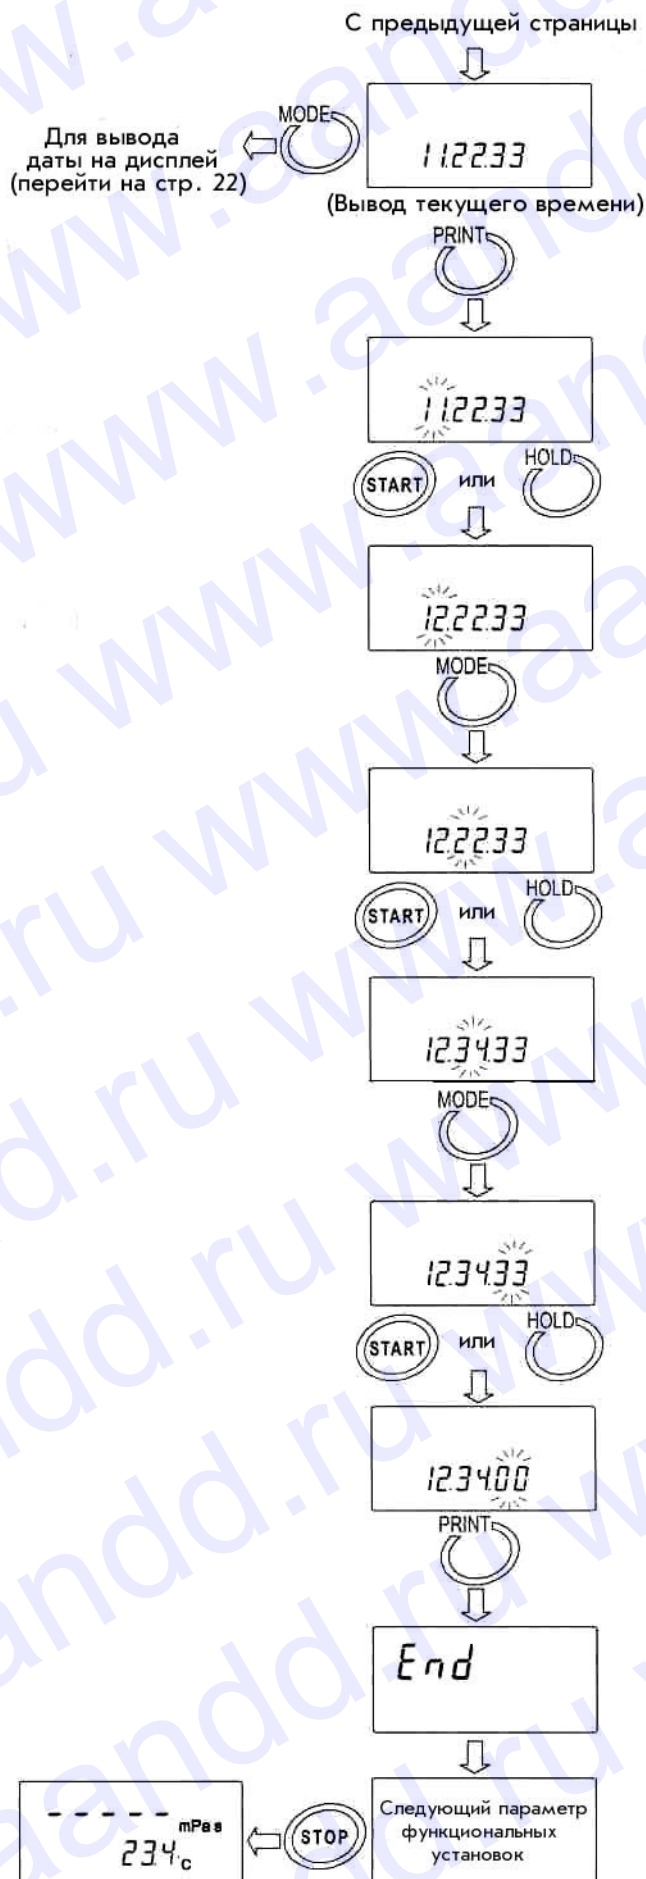 С предыдущей страницы
MODE
Для вывода
даты на дисплей
(перейти на стр. 22)
11.22.33
(Вывод текущего времени)
PRINT
11.22.33
START или HOLD
12.22.33
MODE
12.22.33
START или HOLD
12.34.33
MODE
12.34.33
START или HOLD
12.34.00
PRINT
End
Следующий параметр
функциональных
установок
STOP
- - - - - mPas
23.4 °C
www.aandd.ru